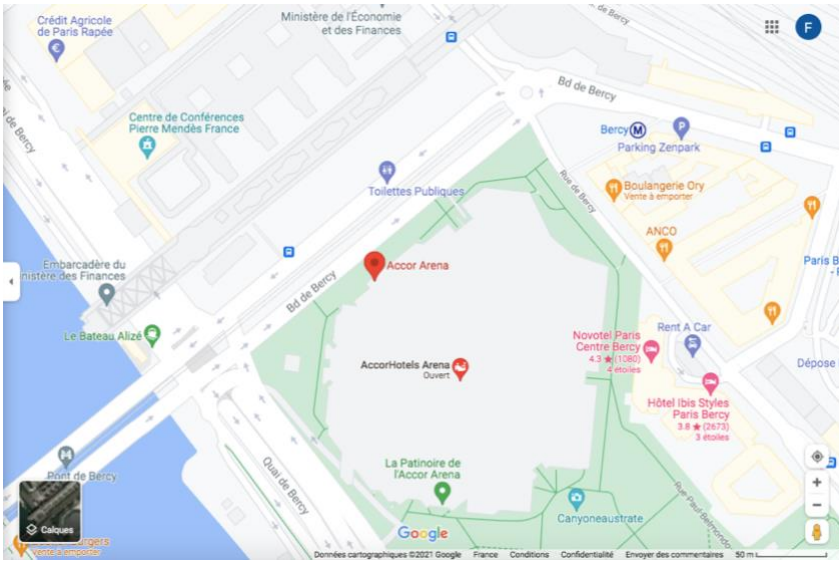 Crédit Agricole
de Paris Rapée
Ministère de l'Économie
et des Finances
F
Bd de Bercy
Centre de Conférences
Pierre Mendès France
Bercy M
P
Parking Zenpark
de Bercy
Toilettes Publiques
Rue de Bercy
Boulangerie Ory
Vente à emporter
ANCO
Embarcadère du
nistère des Finances
Accor Arena
Paris B
Bd de Bercy
Le Bateau Alizé
Rent A Car
Novotel Paris
Centre Bercy
4.3 ★ (1080)
4 étoiles
AccorHotels Arena
Ouvert
Dépose
Hôtel Ibis Styles
Paris Bercy
3.8 ★ (2673)
3 étoiles
Pont de Bercy
Quai de Bercy
La Patinoire de
l'Accor Arena
Rue Paul Belmondo
Canyoneaustrate
Calques
Google
gers
Vente à emporter
Données cartographiques ©2021 Google France Conditions Confidentialité Envoyer des commentaires 50 m